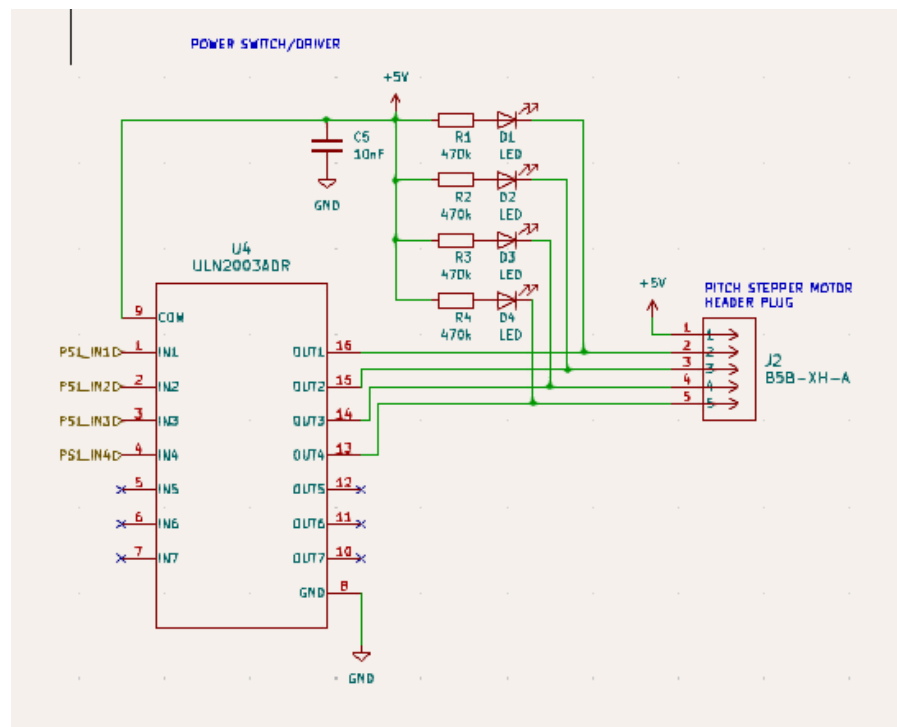 POWER SWITCH/DRIVER
+5V
C5
10nF
GND
R1
470k
D1
LED
R2
470k
D2
LED
R3
470k
D3
LED
R4
470k
D4
LED
U4
ULN2003ADR
+5V
PITCH STEPPER MOTOR
HEADER PLUG
9 COM
PS1_IN1 1 IN1
PS1_IN2 2 IN2
PS1_IN3 3 IN3
PS1_IN4 4 IN4
5 IN5
6 IN6
7 IN7
OUT1 16
OUT2 15
OUT3 14
OUT4 13
OUT5 12
OUT6 11
OUT7 10
GND 8
GND
1 1
2 2
3 3
4 4
5 5
J2
B5B-XH-A